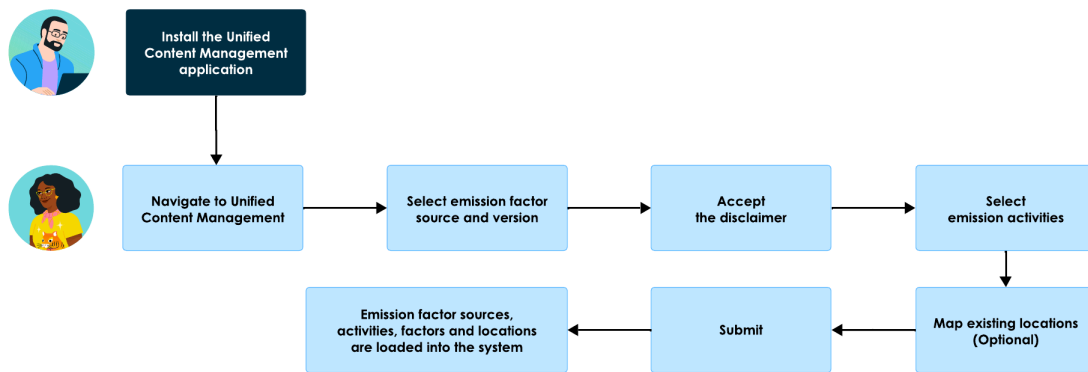 Install the Unified
Content Management
application
Navigate to Unified
Content Management
Select emission factor
source and version
Accept
the disclaimer
Select
emission activities
Map existing locations
(Optional)
Submit
Emission factor sources,
activities, factors and locations
are loaded into the system